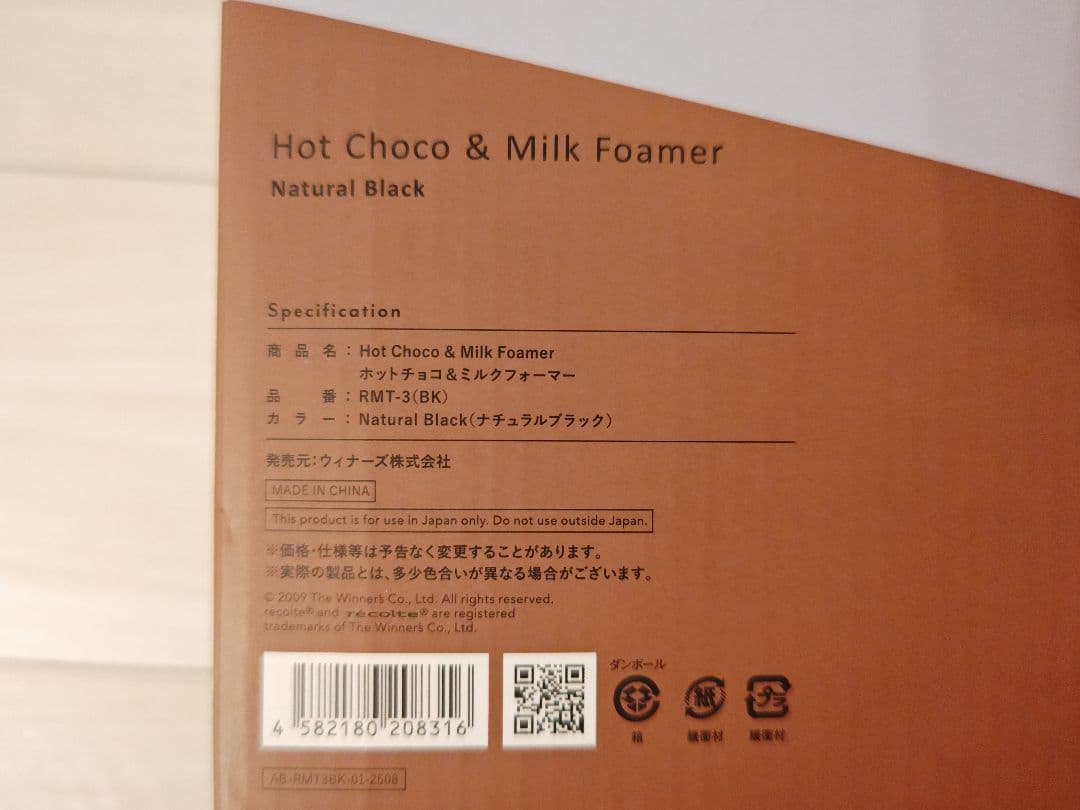 Hot Choco & Milk Foamer
Natural Black
Specification
商品名：Hot Choco & Milk Foamer
ホットチョコ＆ミルクフォーマー
品番：RMT-3（BK）
カラー：Natural Black（ナチュラルブラック）
発売元：ウィナーズ株式会社
MADE IN CHINA
This product is for use in Japan only. Do not use outside Japan.
※価格・仕様等は予告なく変更することがあります。
※実際の製品とは、多少色合いが異なる場合がございます。
© 2009 The Winner's Co., Ltd. All rights reserved.
récolte® and récolte® are registered
trademarks of The Winner's Co., Ltd.
4 582180 208316
ダンボール
紙 プラ
箱 緩衝材 緩衝材
AB-RMT3BK-01-2508